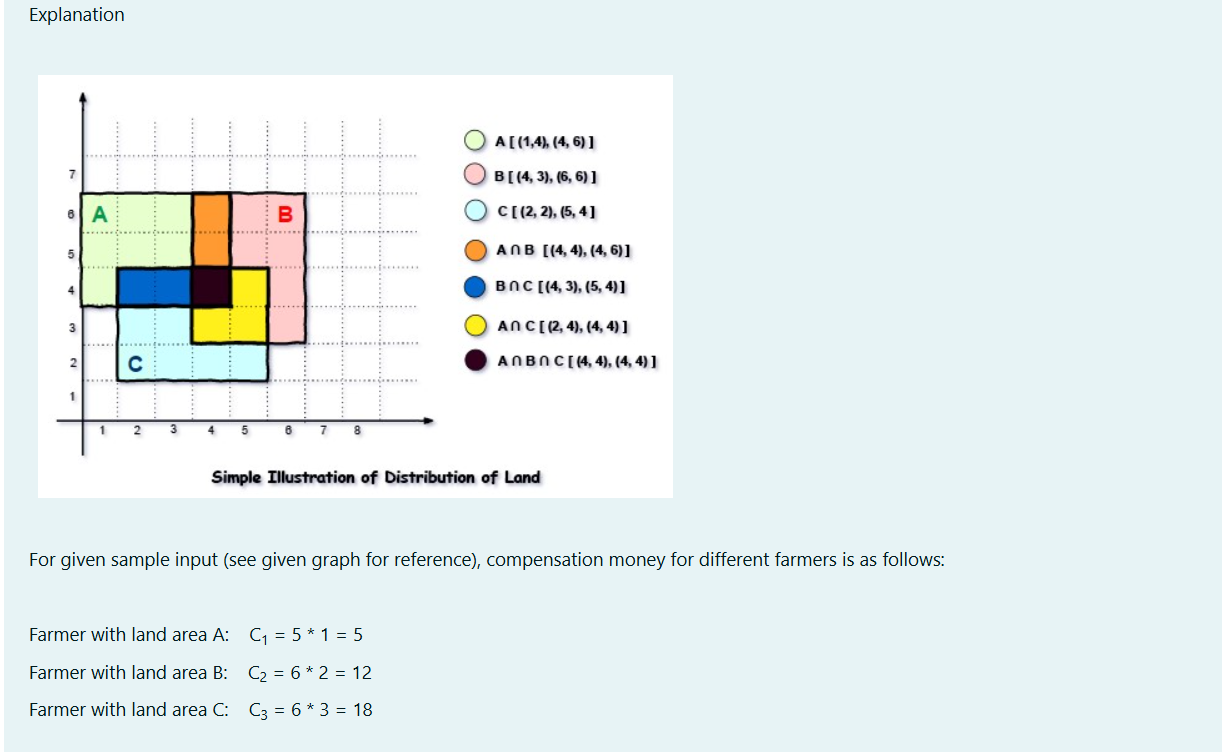 Explanation
7
6
5
4
3
2
1
A
B
C
1 2 3 4 5 6 7 8
A [ (1,4), (4, 6) ]
B [ (4, 3), (6, 6) ]
C [ (2, 2), (5, 4 ]
A ∩ B [(4, 4), (4, 6)]
B ∩ C [(4, 3), (5, 4)]
A ∩ C [ (2, 4), (4, 4) ]
A ∩ B ∩ C [ (4, 4), (4, 4) ]
Simple Illustration of Distribution of Land
For given sample input (see given graph for reference), compensation money for different farmers is as follows:
Farmer with land area A: C₁ = 5 * 1 = 5
Farmer with land area B: C₂ = 6 * 2 = 12
Farmer with land area C: C₃ = 6 * 3 = 18